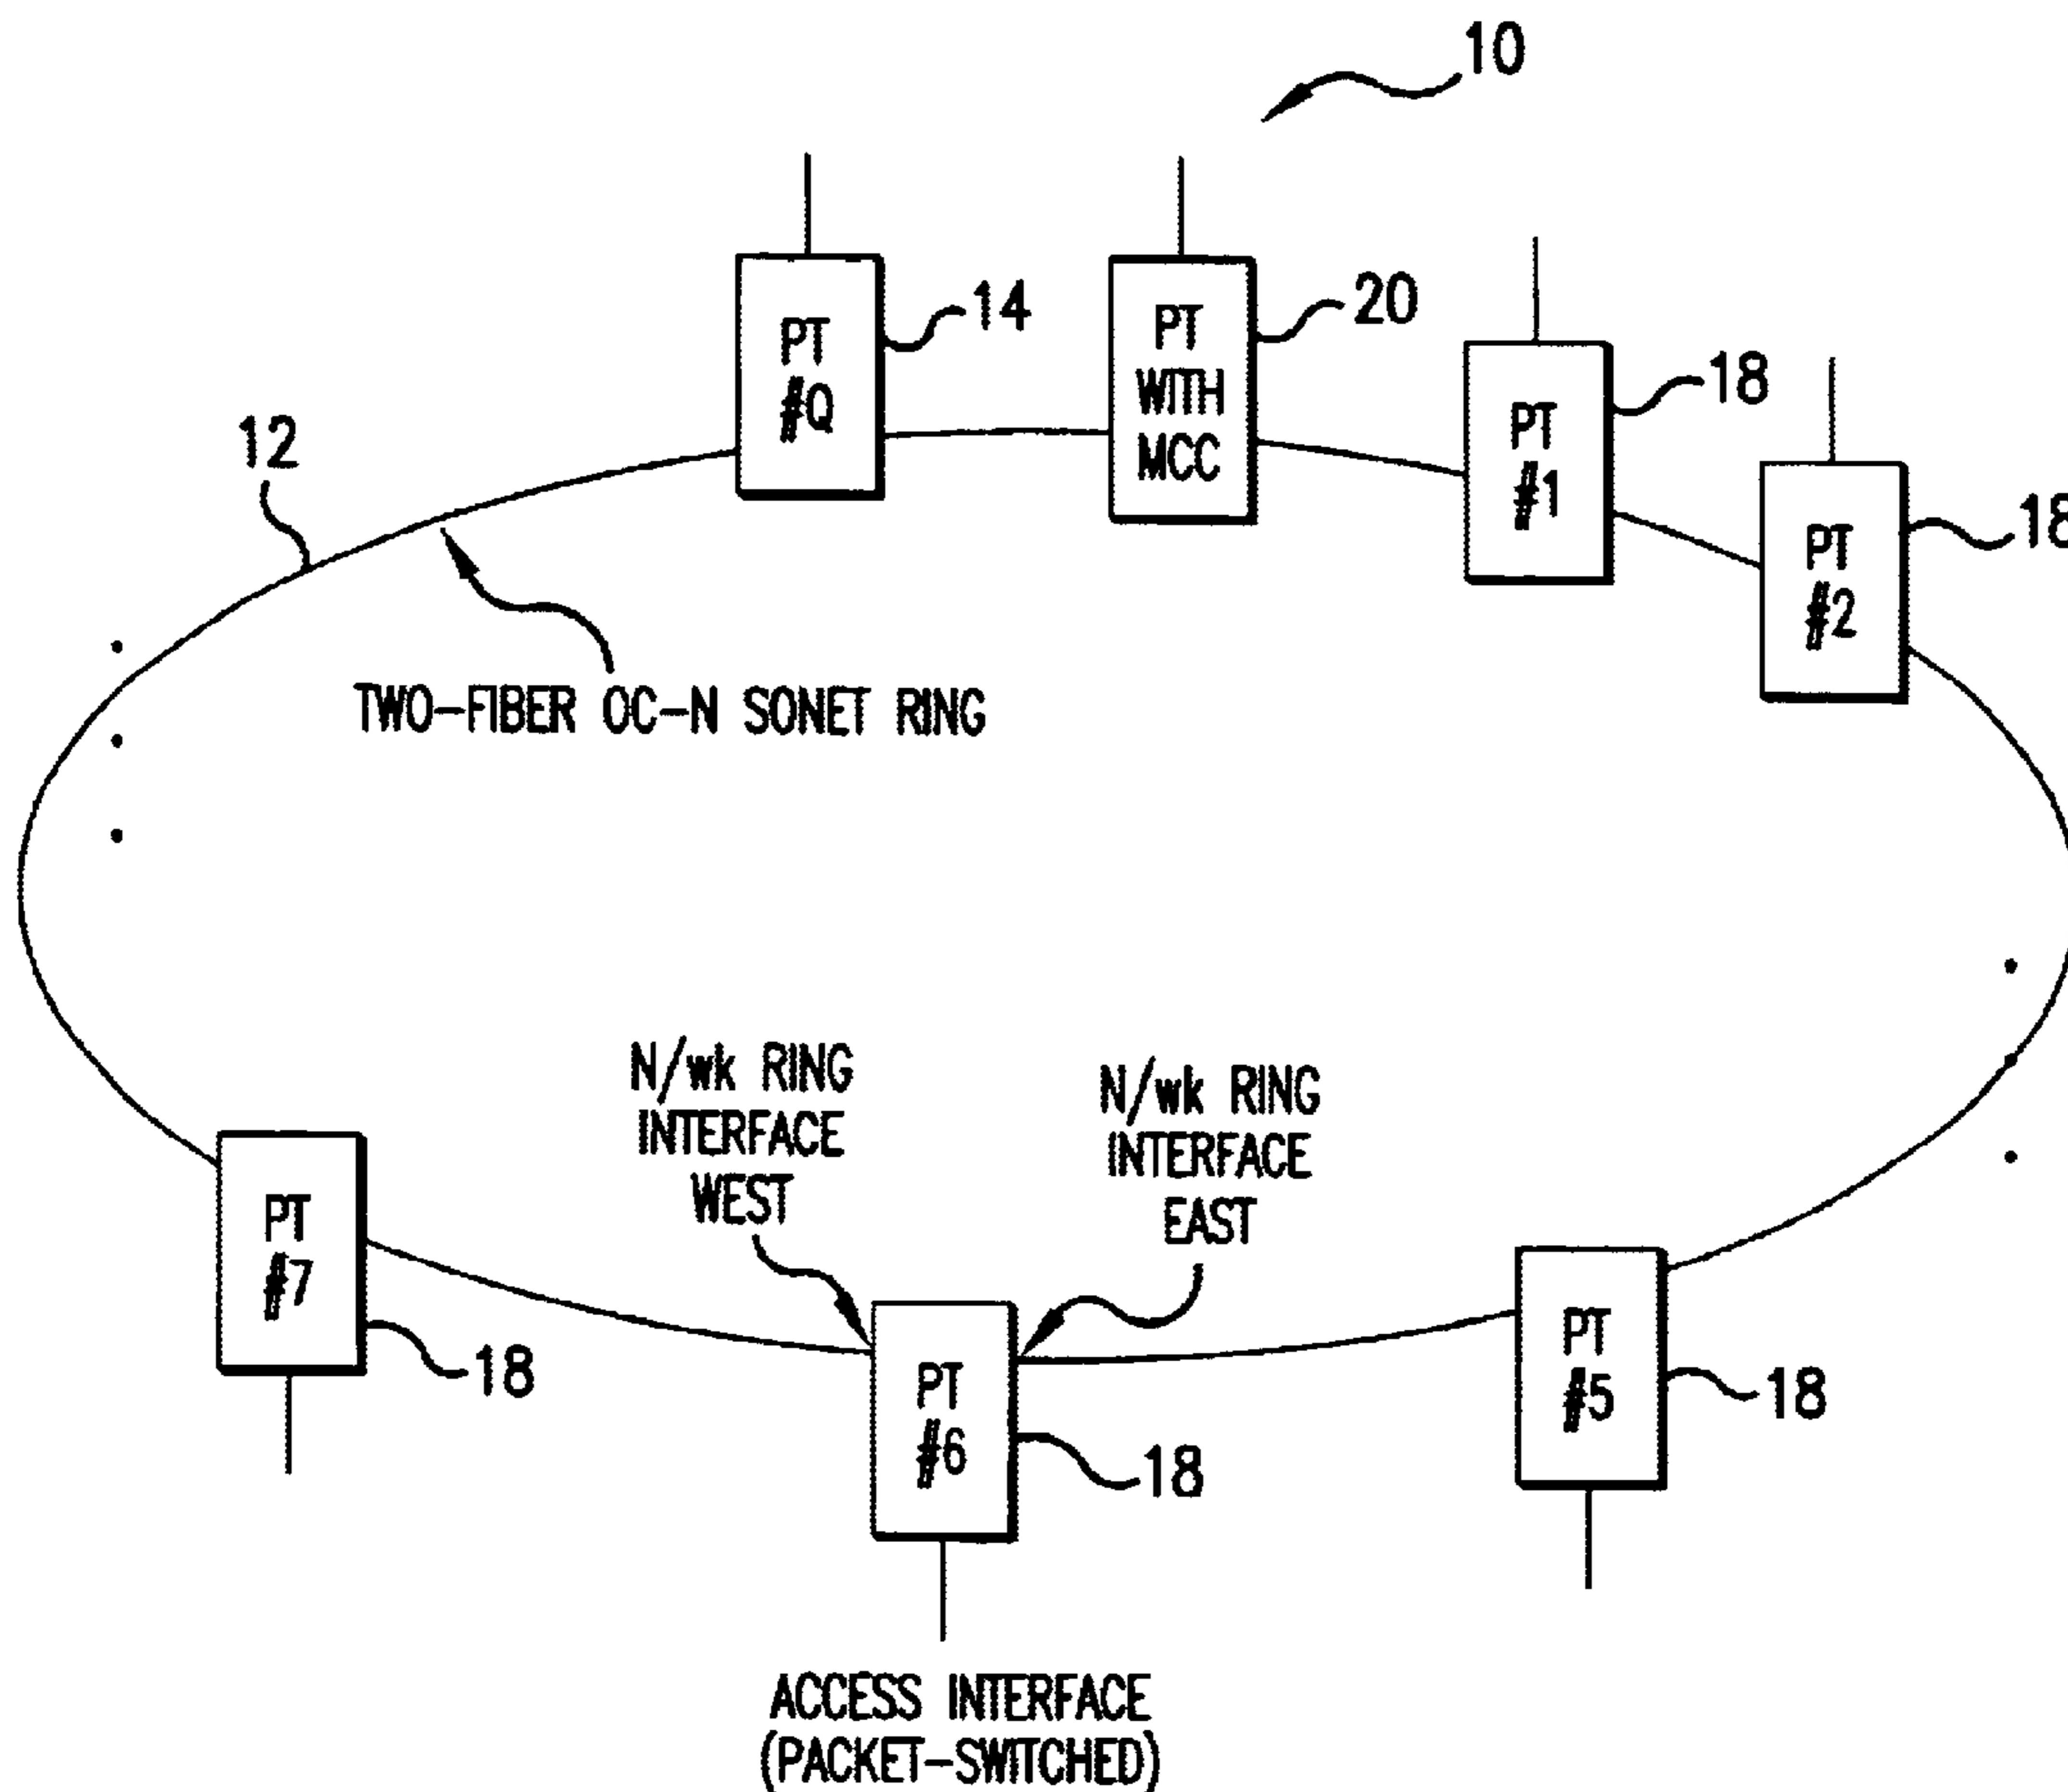 10
PT
#Q
14
PT
WITH
MCC
20
PT
#1
18
PT
#2
18
12
TWO-FIBER OC-N SONET RING
N/wk RING
INTERFACE
WEST
N/wk RING
INTERFACE
EAST
PT
#7
18
PT
#6
18
PT
#5
18
ACCESS INTERFACE
(PACKET-SWITCHED)